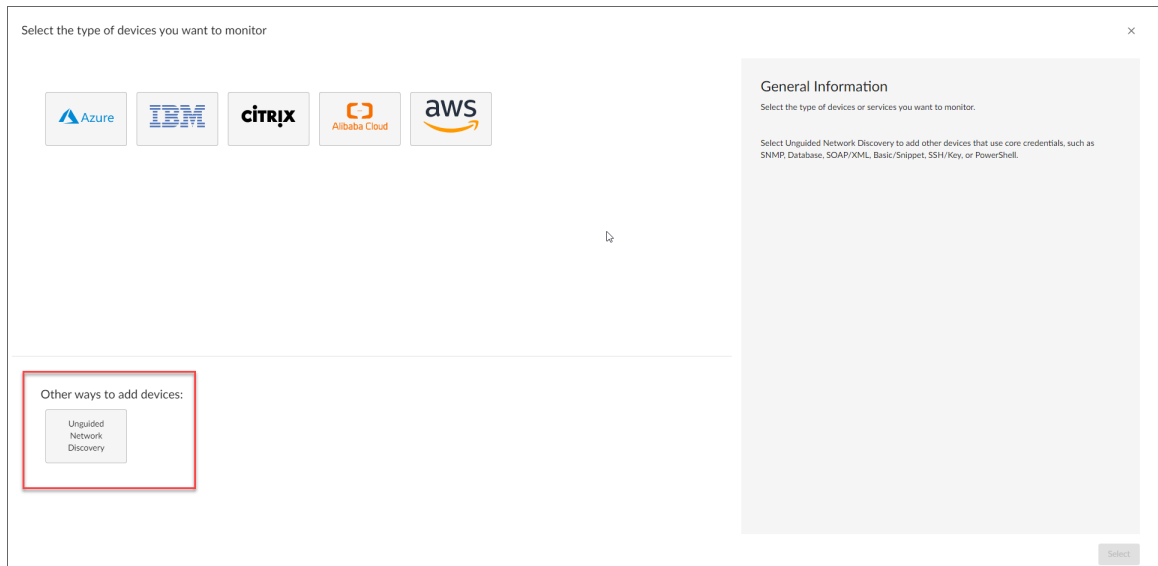 Select the type of devices you want to monitor
×
Azure
IBM
CİTRIX
Alibaba Cloud
aws
General Information
Select the type of devices or services you want to monitor.
Select Unguided Network Discovery to add other devices that use core credentials, such as
SNMP, Database, SOAP/XML, Basic/Snippet, SSH/Key, or PowerShell.
Other ways to add devices:
Unguided
Network
Discovery
Select